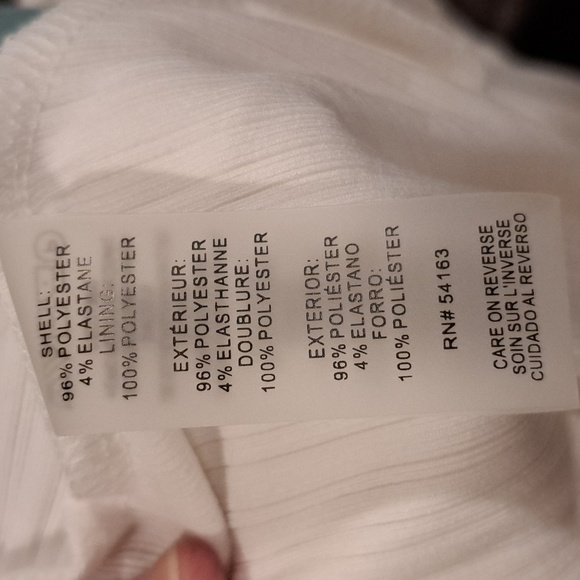 SHELL:
96% POLYESTER
4% ELASTANE
LINING:
100% POLYESTER
EXTÉRIEUR:
96% POLYESTER
4% ELASTHANNE
DOUBLURE:
100% POLYESTER
EXTERIOR:
96% POLIÉSTER
4% ELASTANO
FORRO:
100% POLIÉSTER
RN# 54163
CARE ON REVERSE
SOIN SUR L'INVERSE
CUIDADO AL REVERSO